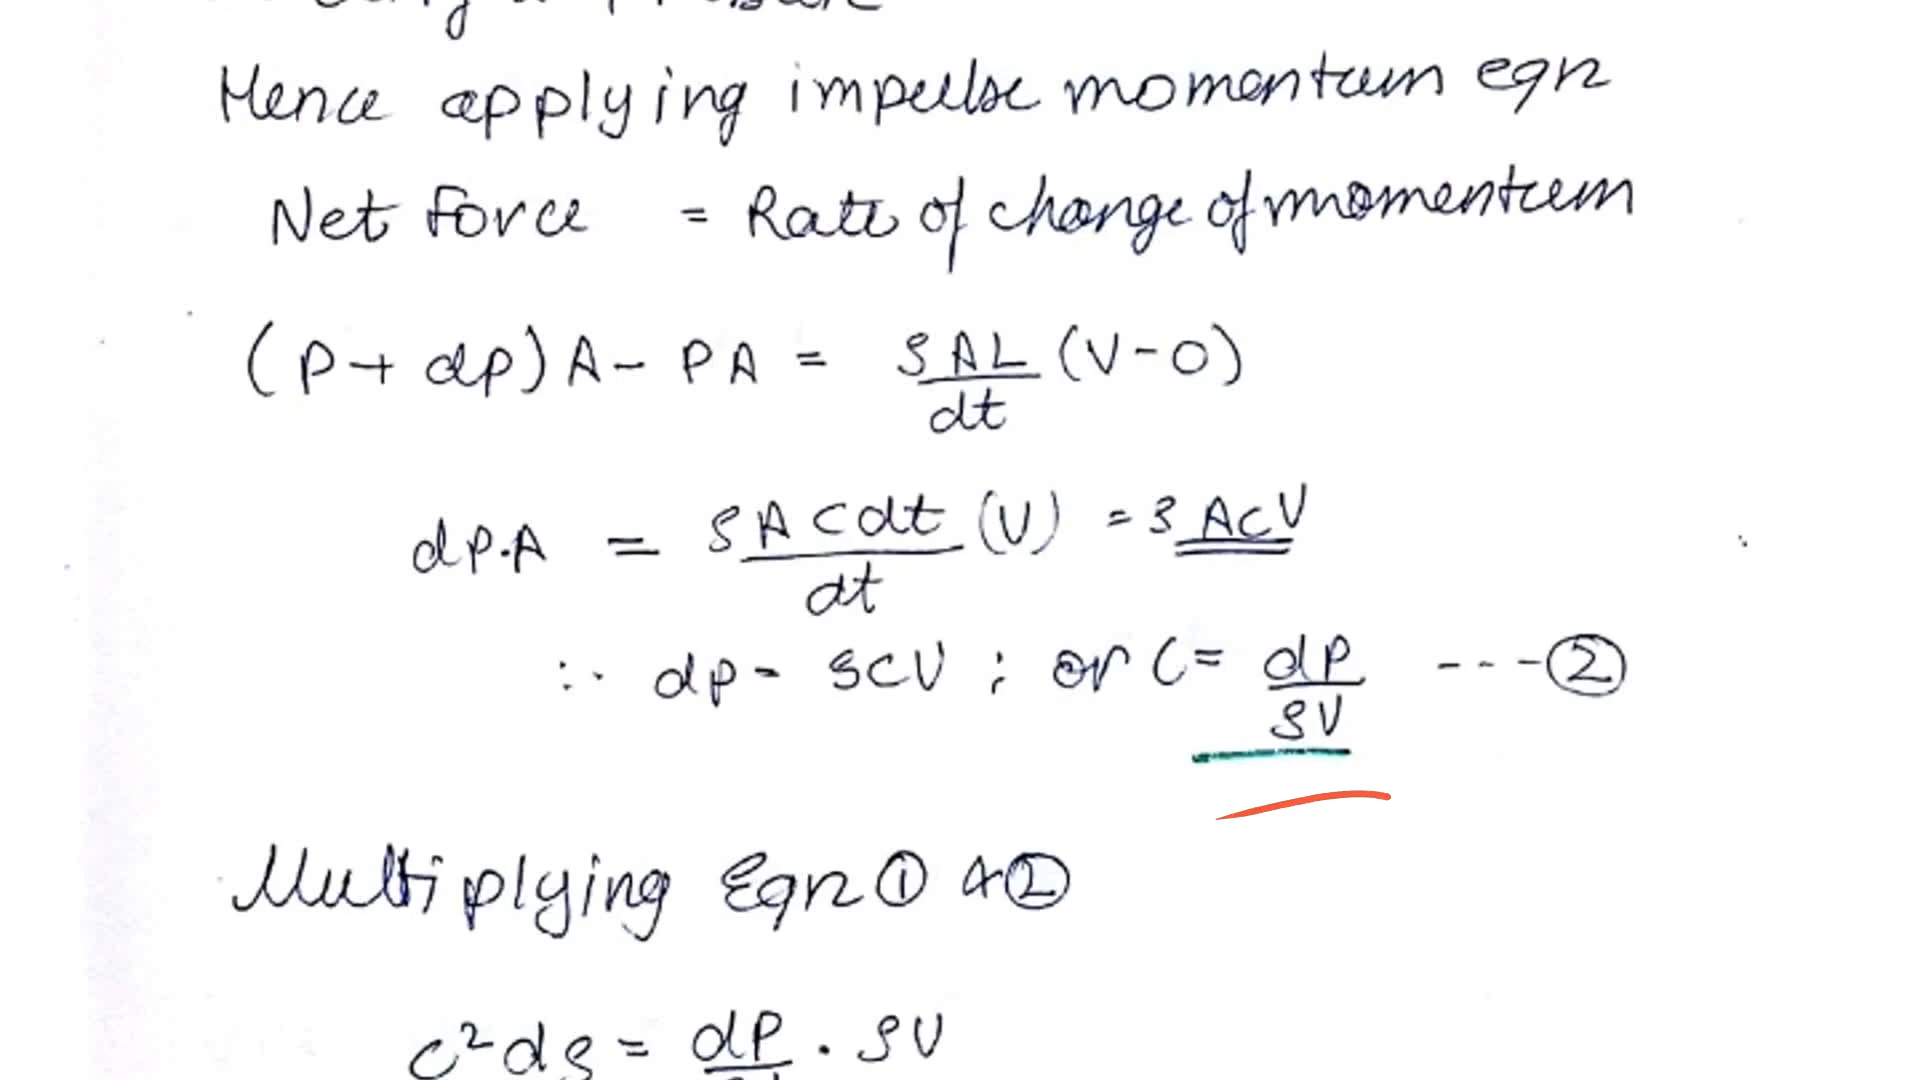 Hence applying impulse momentum eqn
Net force = Rate of change of momentum
(P + dp) A - PA = ρAL/dt (V-0)
dP.A = ρACdt/dt (V) = ρACV
∴ dp = ρCV ; or C = dP/ρV ---②
Multiplying Eqn ① & ②
c²dρ = dP . ρV